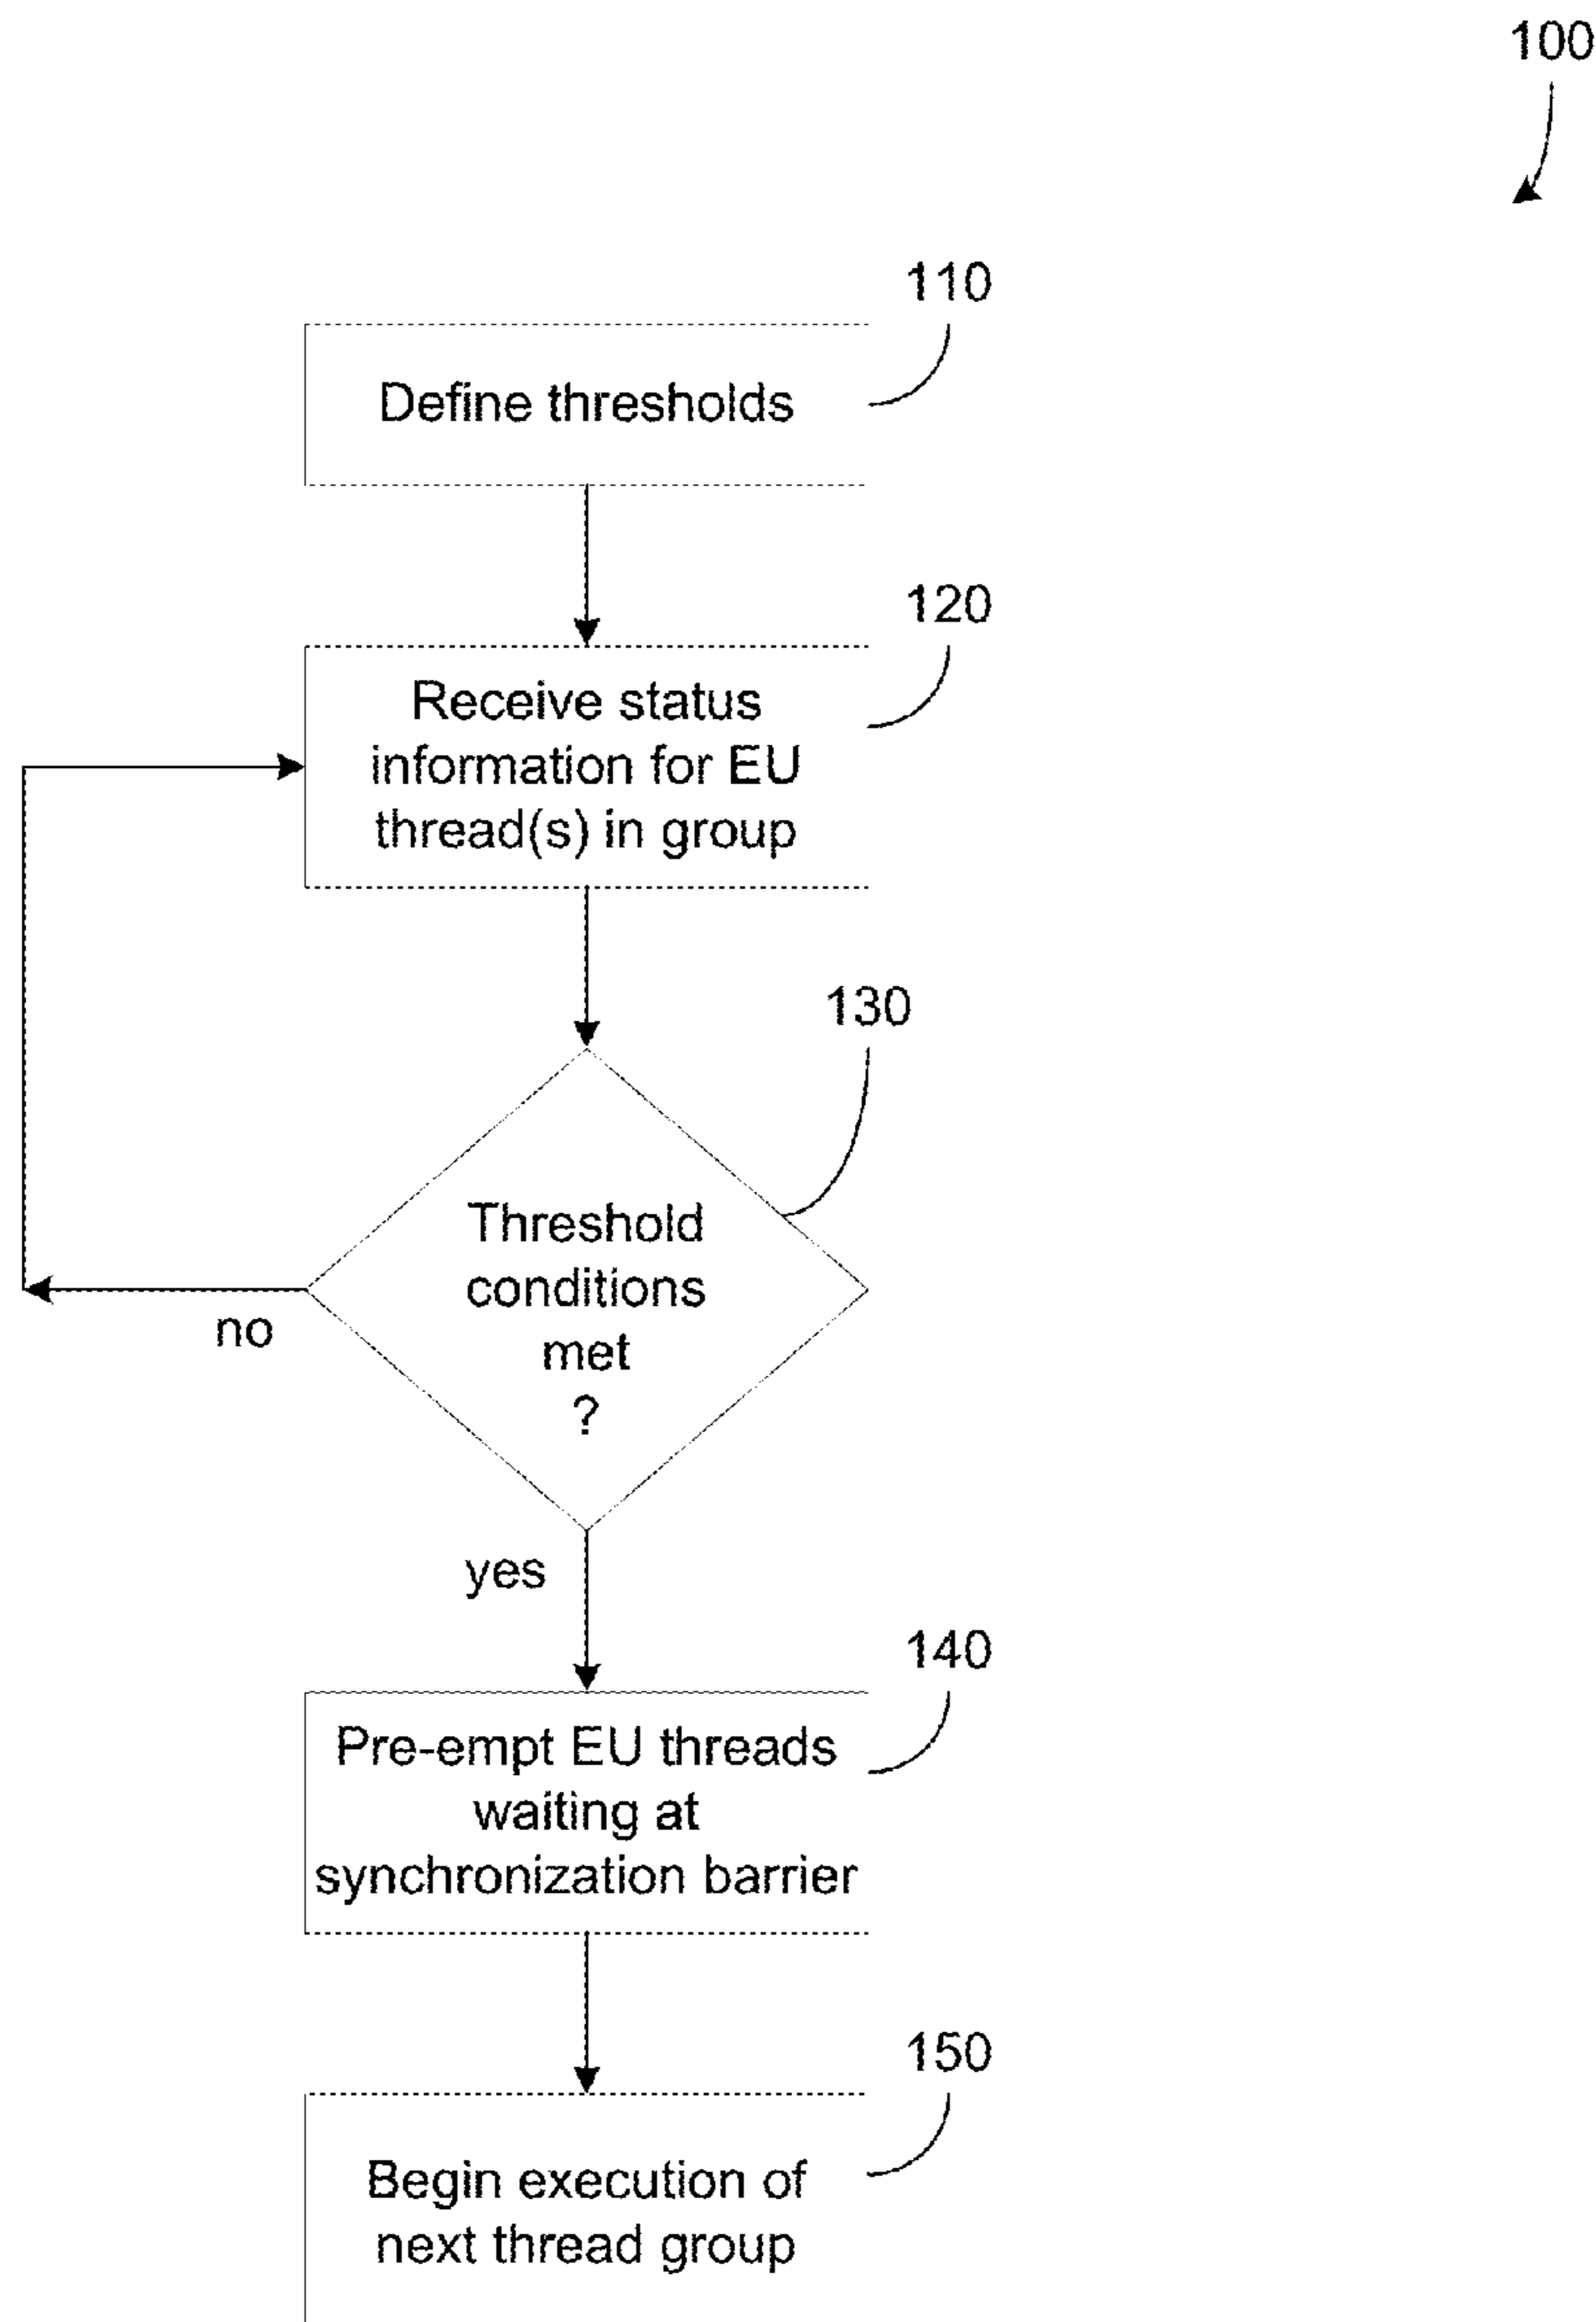 100
110
Define thresholds
120
Receive status
information for EU
thread(s) in group
130
Threshold
conditions
met
?
no
yes
140
Pre-empt EU threads
waiting at
synchronization barrier
150
Begin execution of
next thread group